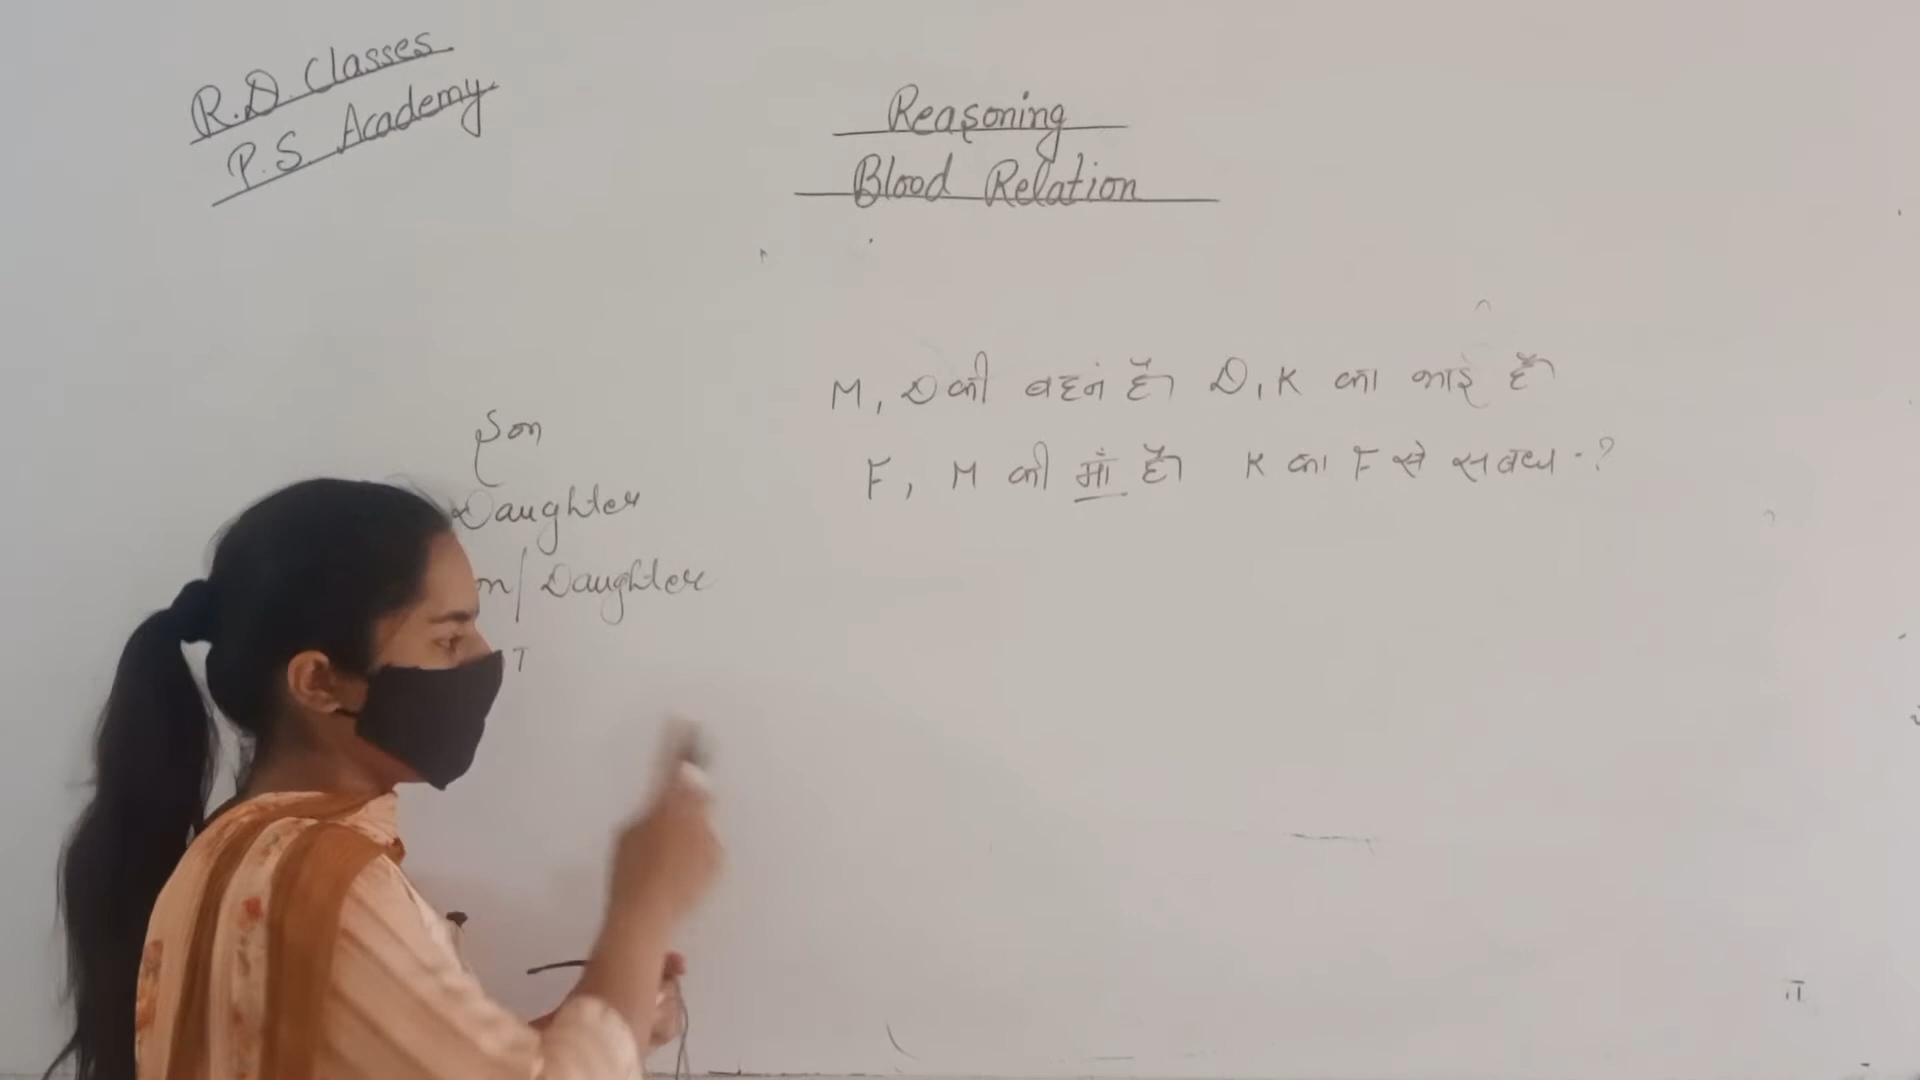 R.D. Classes
P.S. Academy
Reasoning
Blood Relation
M, D की बहनं है। D, K का भाई है
F, M की माँ है। K का F से सबंध - ?
Son
Daughter
n/Daughter
T